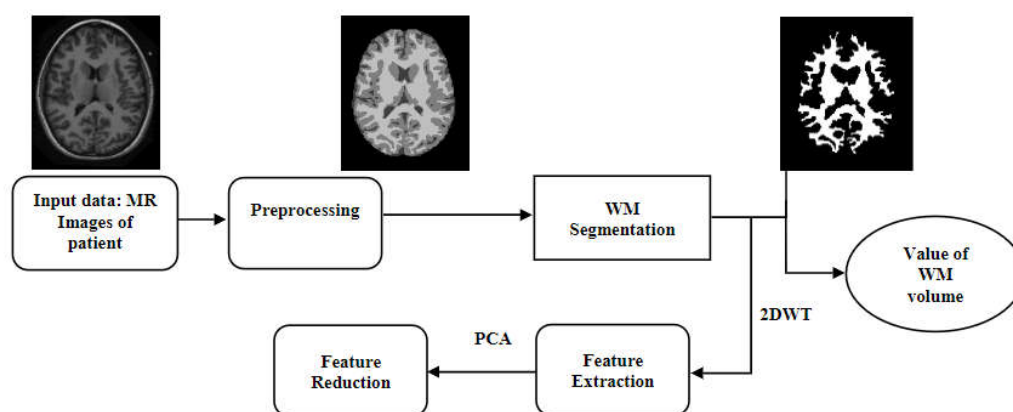 Input data: MR
Images of
patient
Preprocessing
WM
Segmentation
Value of
WM
volume
2DWT
PCA
Feature
Extraction
Feature
Reduction